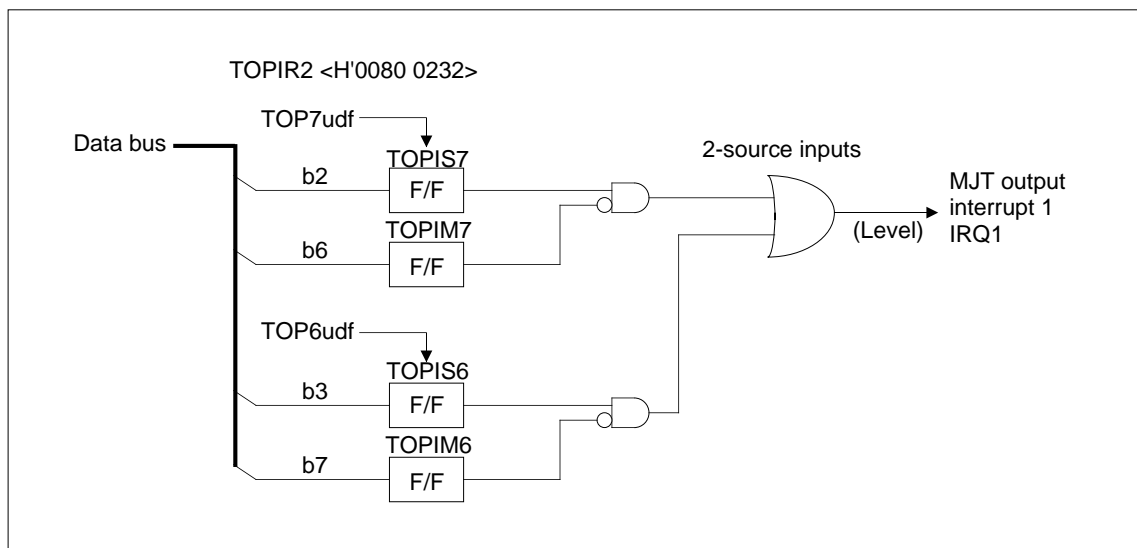 TOPIR2 <H'0080 0232>
TOP7udf
Data bus
TOPIS7
b2
F/F
2-source inputs
TOPIM7
b6
F/F
MJT output
interrupt 1
IRQ1
(Level)
TOP6udf
TOPIS6
b3
F/F
TOPIM6
b7
F/F